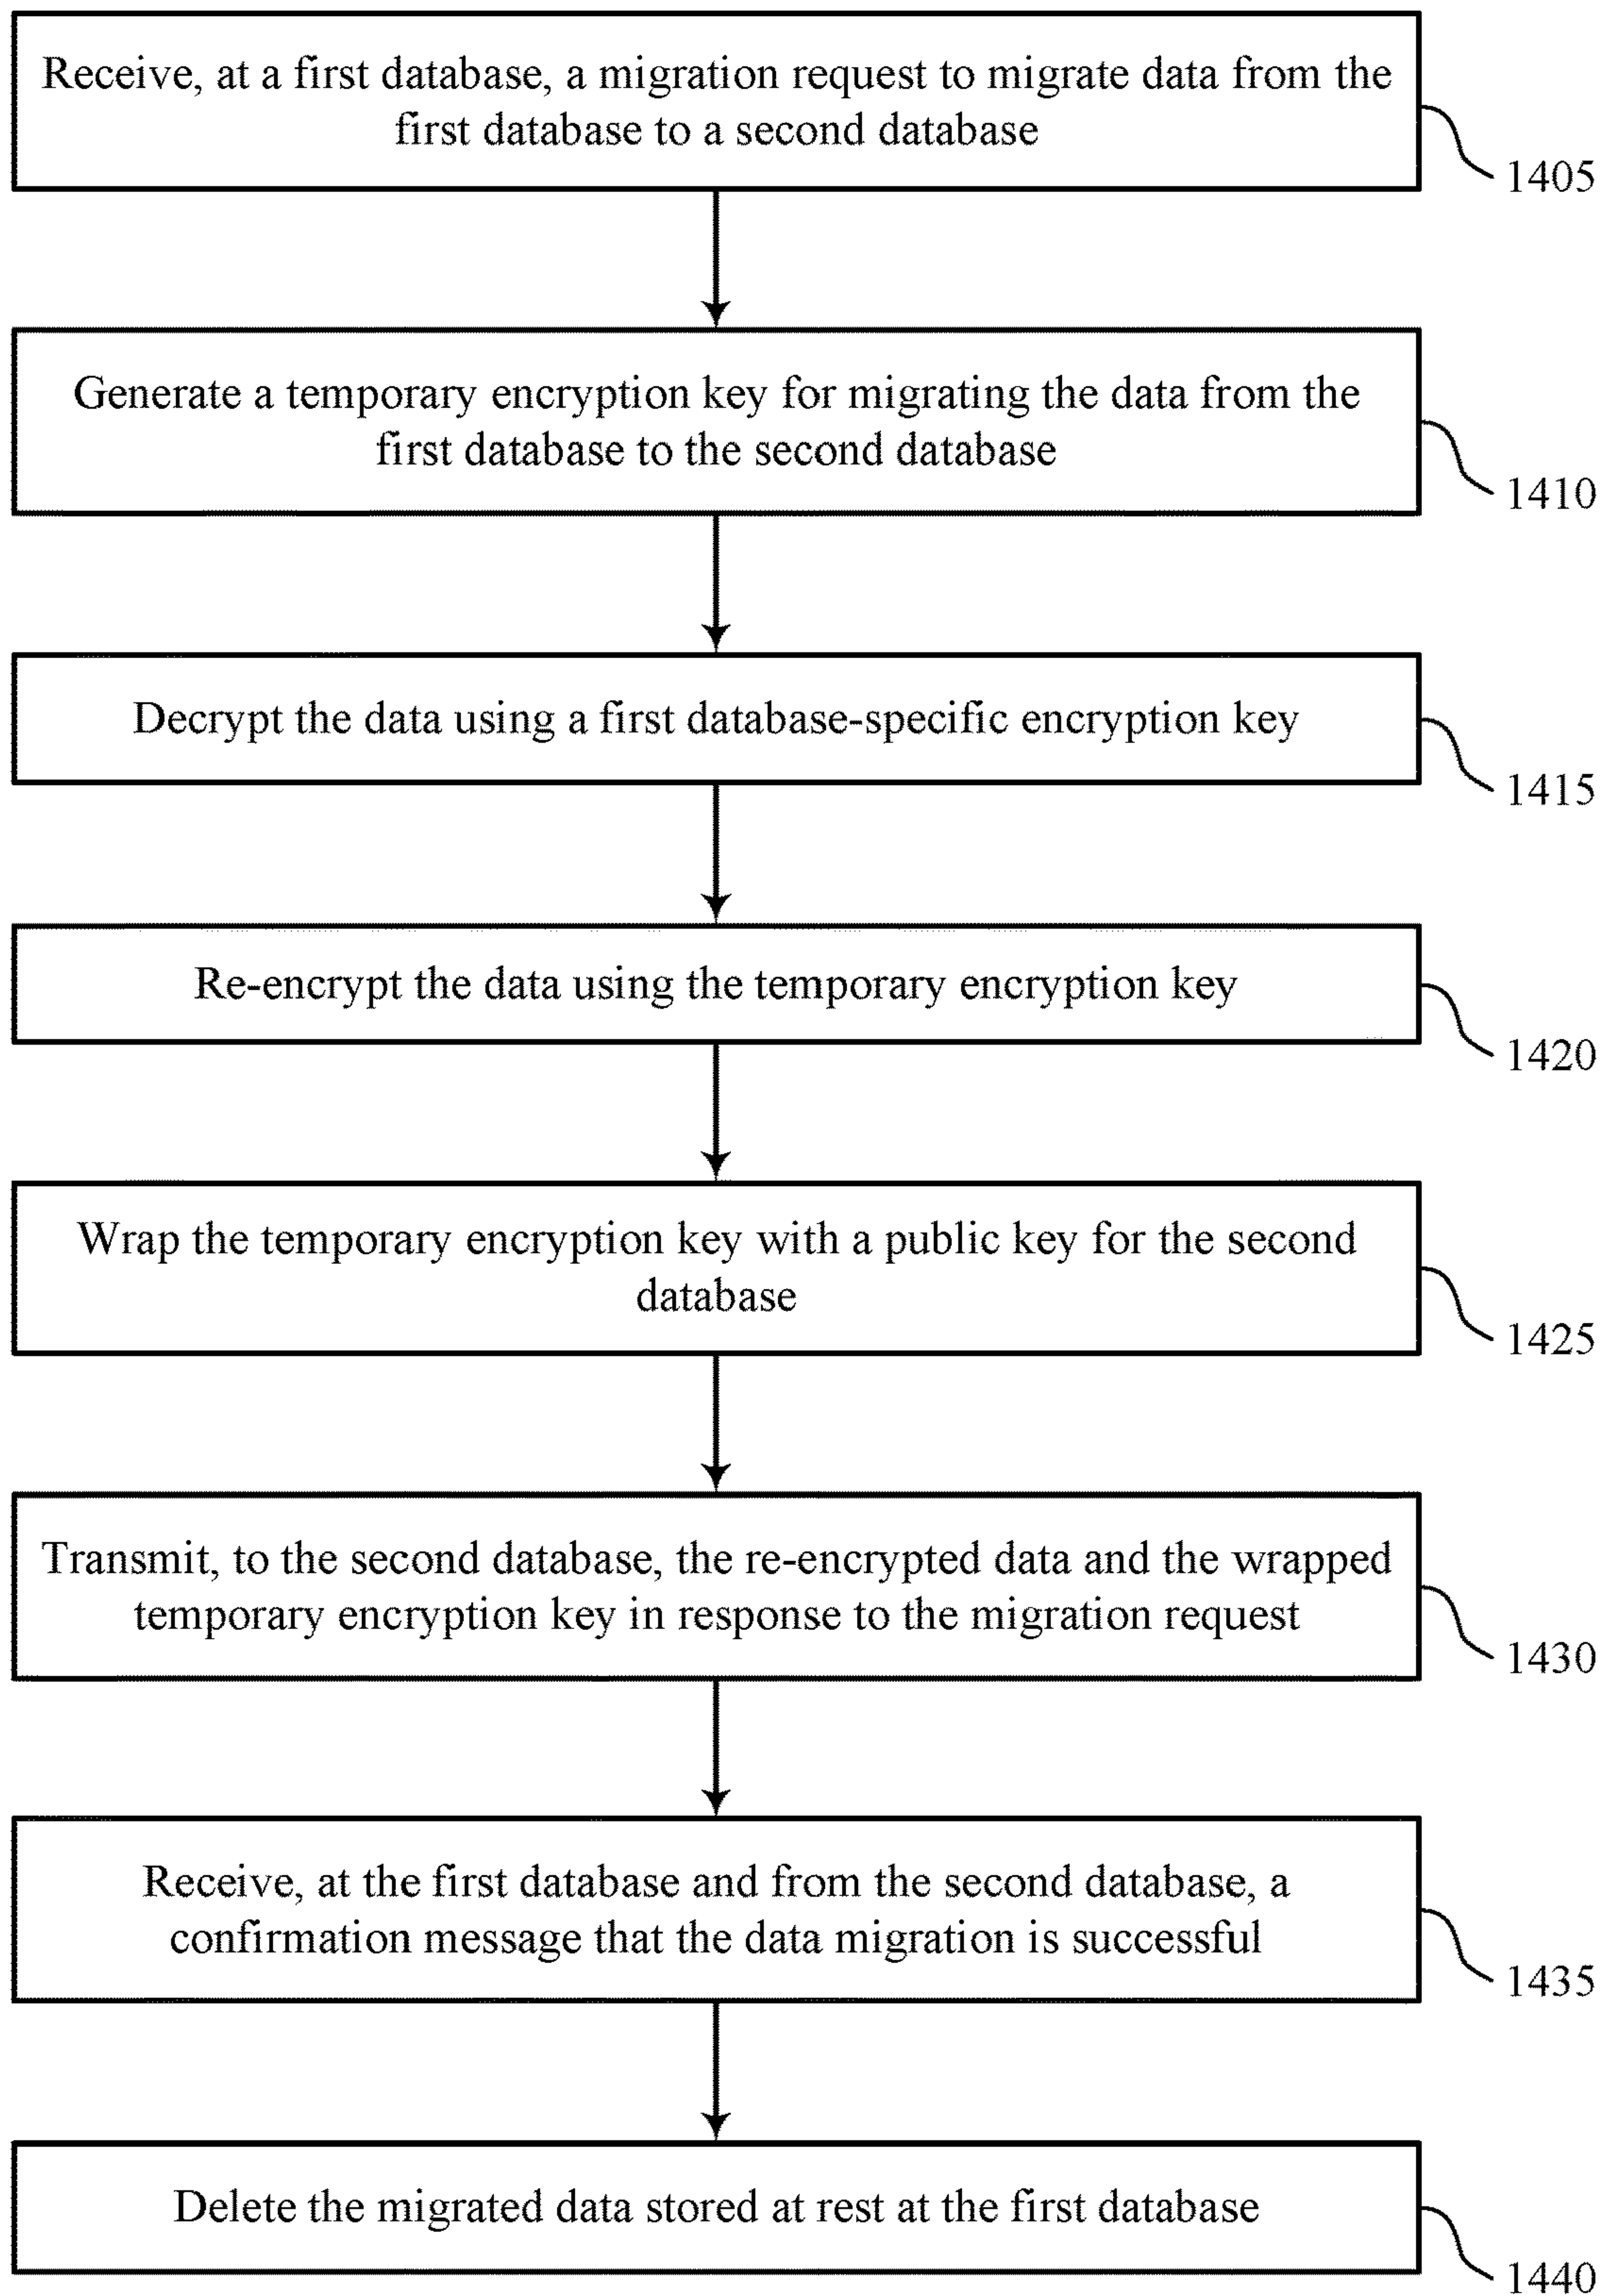 Receive, at a first database, a migration request to migrate data from the
first database to a second database
1405
Generate a temporary encryption key for migrating the data from the
first database to the second database
1410
Decrypt the data using a first database-specific encryption key
1415
Re-encrypt the data using the temporary encryption key
1420
Wrap the temporary encryption key with a public key for the second
database
1425
Transmit, to the second database, the re-encrypted data and the wrapped
temporary encryption key in response to the migration request
1430
Receive, at the first database and from the second database, a
confirmation message that the data migration is successful
1435
Delete the migrated data stored at rest at the first database
1440